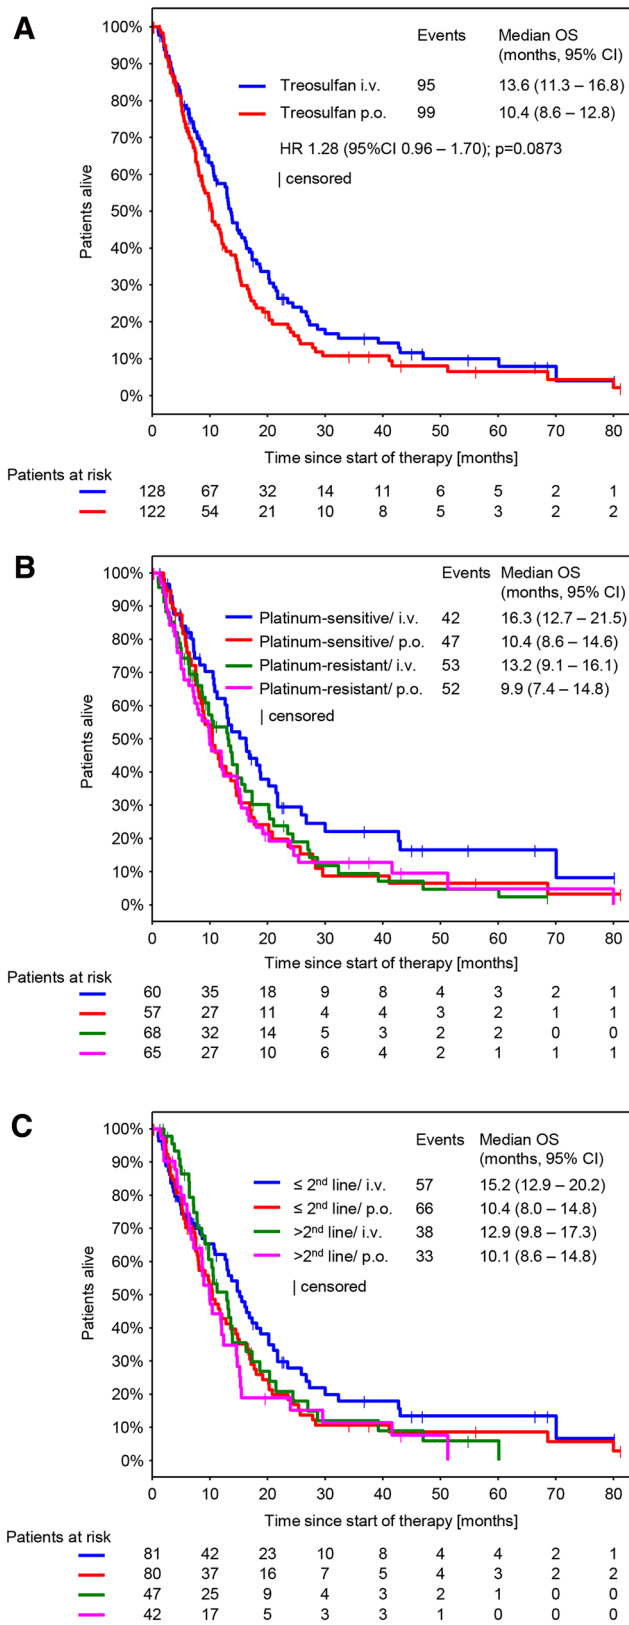 A
Events Median OS
(months, 95% CI)
Treosulfan i.v. 95 13.6 (11.3 – 16.8)
Treosulfan p.o. 99 10.4 (8.6 – 12.8)
HR 1.28 (95%CI 0.96 – 1.70); p=0.0873
| censored
Patients alive
100%
90%
80%
70%
60%
50%
40%
30%
20%
10%
0%
0 10 20 30 40 50 60 70 80
Time since start of therapy [months]
Patients at risk
128 67 32 14 11 6 5 2 1
122 54 21 10 8 5 3 2 2
B
Events Median OS
(months, 95% CI)
Platinum-sensitive/ i.v. 42 16.3 (12.7 – 21.5)
Platinum-sensitive/ p.o. 47 10.4 (8.6 – 14.6)
Platinum-resistant/ i.v. 53 13.2 (9.1 – 16.1)
Platinum-resistant/ p.o. 52 9.9 (7.4 – 14.8)
| censored
Patients alive
100%
90%
80%
70%
60%
50%
40%
30%
20%
10%
0%
0 10 20 30 40 50 60 70 80
Time since start of therapy [months]
Patients at risk
60 35 18 9 8 4 3 2 1
57 27 11 4 4 3 2 1 1
68 32 14 5 3 2 2 0 0
65 27 10 6 4 2 1 1 1
C
Events Median OS
(months, 95% CI)
≤ 2nd line/ i.v. 57 15.2 (12.9 – 20.2)
≤ 2nd line/ p.o. 66 10.4 (8.0 – 14.8)
>2nd line/ i.v. 38 12.9 (9.8 – 17.3)
>2nd line/ p.o. 33 10.1 (8.6 – 14.8)
| censored
Patients alive
100%
90%
80%
70%
60%
50%
40%
30%
20%
10%
0%
0 10 20 30 40 50 60 70 80
Time since start of therapy [months]
Patients at risk
81 42 23 10 8 4 4 2 1
80 37 16 7 5 4 3 2 2
47 25 9 4 3 2 1 0 0
42 17 5 3 3 1 0 0 0